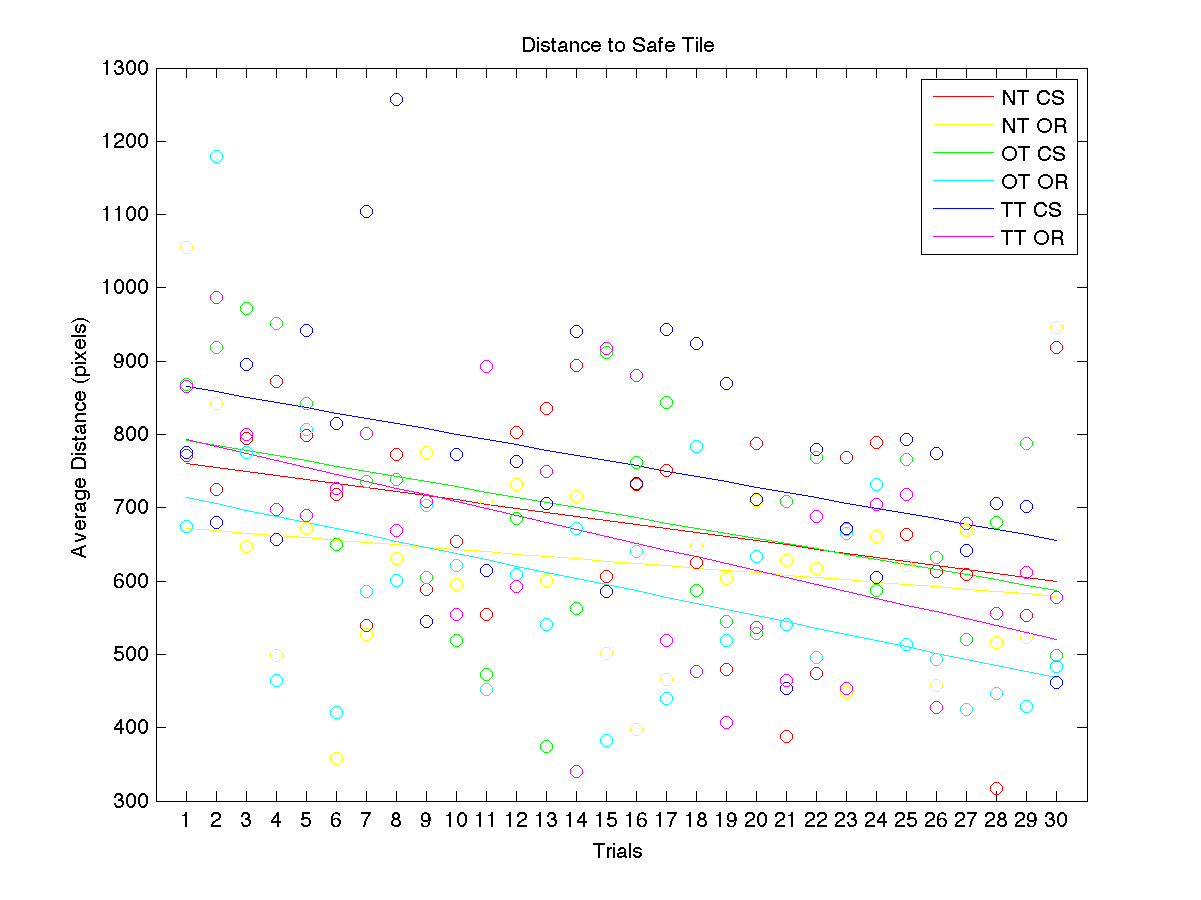 Distance to Safe Tile
1300
1200
1100
1000
900
800
700
600
500
400
300
Average Distance (pixels)
NT CS
NT OR
OT CS
OT OR
TT CS
TT OR
1 2 3 4 5 6 7 8 9 10 11 12 13 14 15 16 17 18 19 20 21 22 23 24 25 26 27 28 29 30
Trials